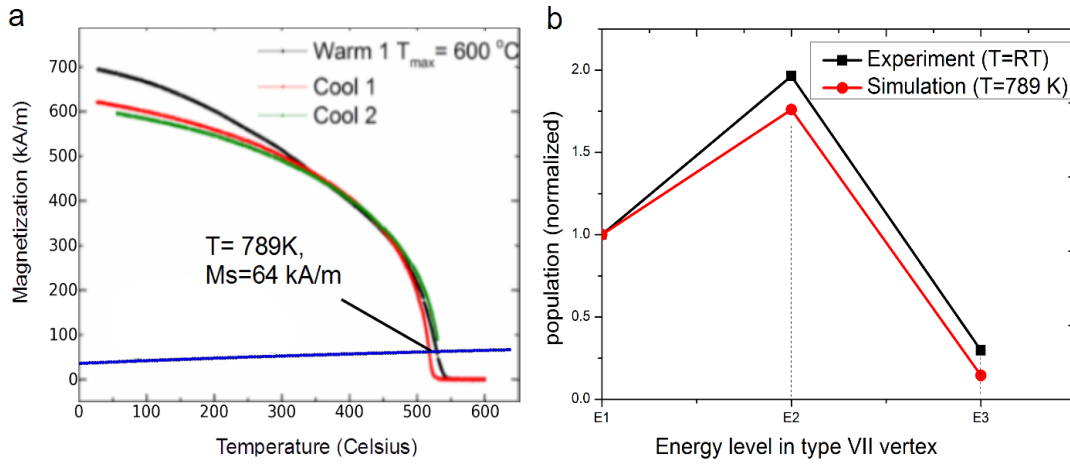 a
Magnetization (kA/m)
700
600
500
400
300
200
100
0
0
100
200
300
400
500
600
Temperature (Celsius)
Warm 1 Tmax = 600 °C
Cool 1
Cool 2
T= 789K,
Ms=64 kA/m
b
population (normalized)
2.0
1.5
1.0
0.5
0.0
E1
E2
E3
Energy level in type VII vertex
Experiment (T=RT)
Simulation (T=789 K)